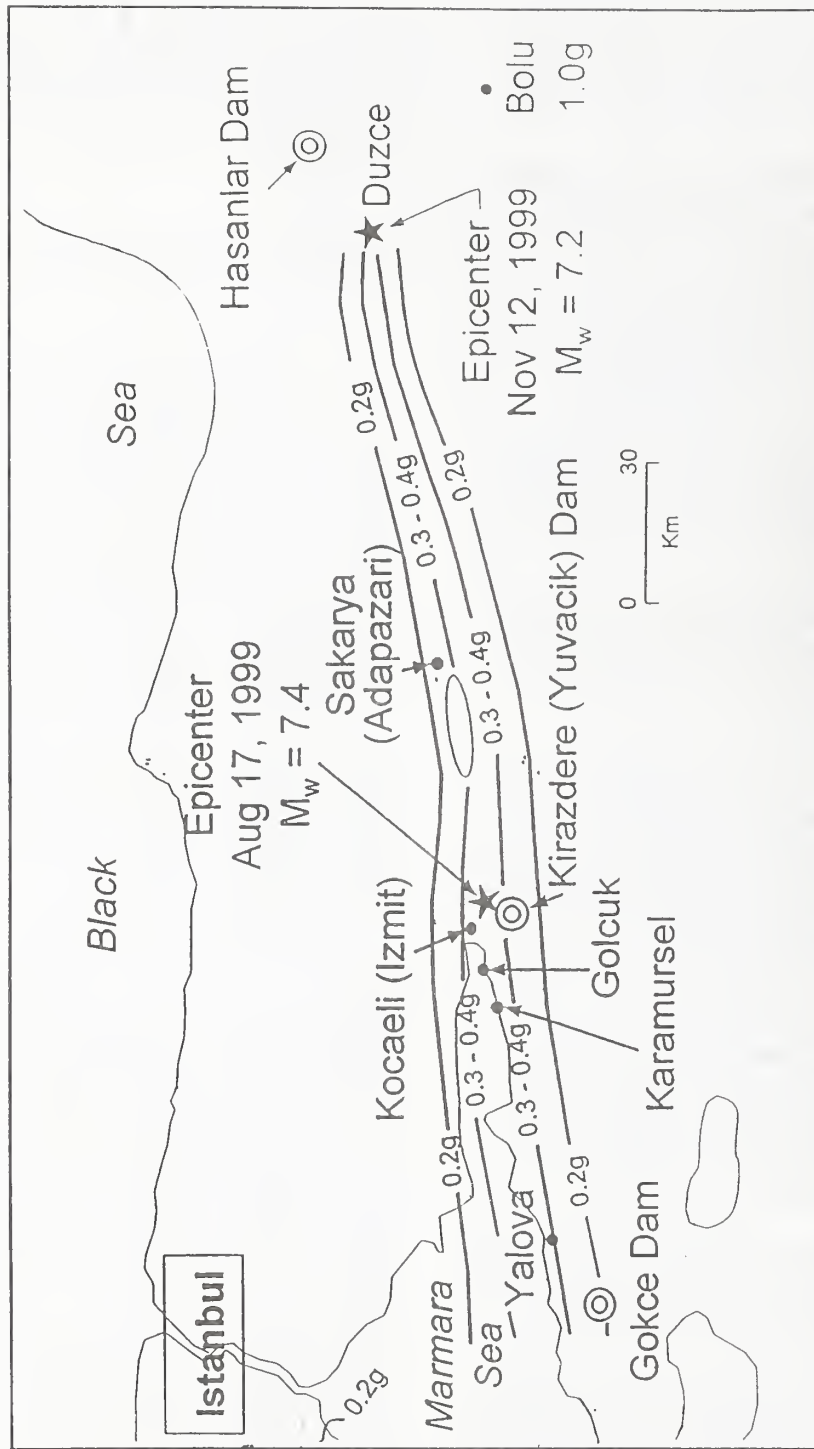 Black
Sea
Istanbul
0.2g
Marmara
Sea
Yalova
Gokce Dam
Kocaeli (Izmit)
Epicenter
Aug 17, 1999
Mw = 7.4
Sakarya
(Adapazari)
Hasanlar Dam
Duzce
Epicenter
Nov 12, 1999
Mw = 7.2
Bolu
1.0g
0.2g
0.2g
0.3 - 0.4g
0.3 - 0.4g
0.3 - 0.4g
0.3 - 0.4g
0.2g
0.2g
Karamursel
Golcuk
Kirazdere (Yuvacik) Dam
0 30
Km